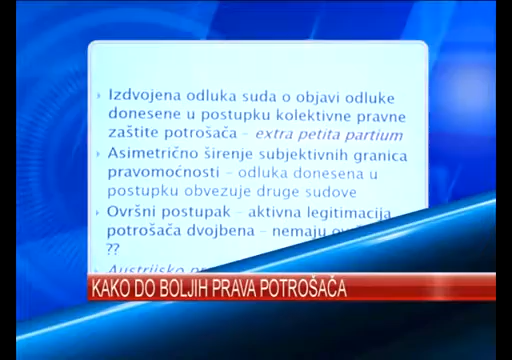 Izdvojena odluka suda o objavi odluke
donesene u postupku kolektivne pravne
zaštite potrošača – extra petita partium
Asimetrično širenje subjektivnih granica
pravomoćnosti – odluka donesena u
postupku obvezuje druge sudove
Ovršni postupak – aktivna legitimacija
potrošača dvojbena – nemaju
??
Austrijsko
KAKO DO BOLJIH PRAVA POTROŠAČA